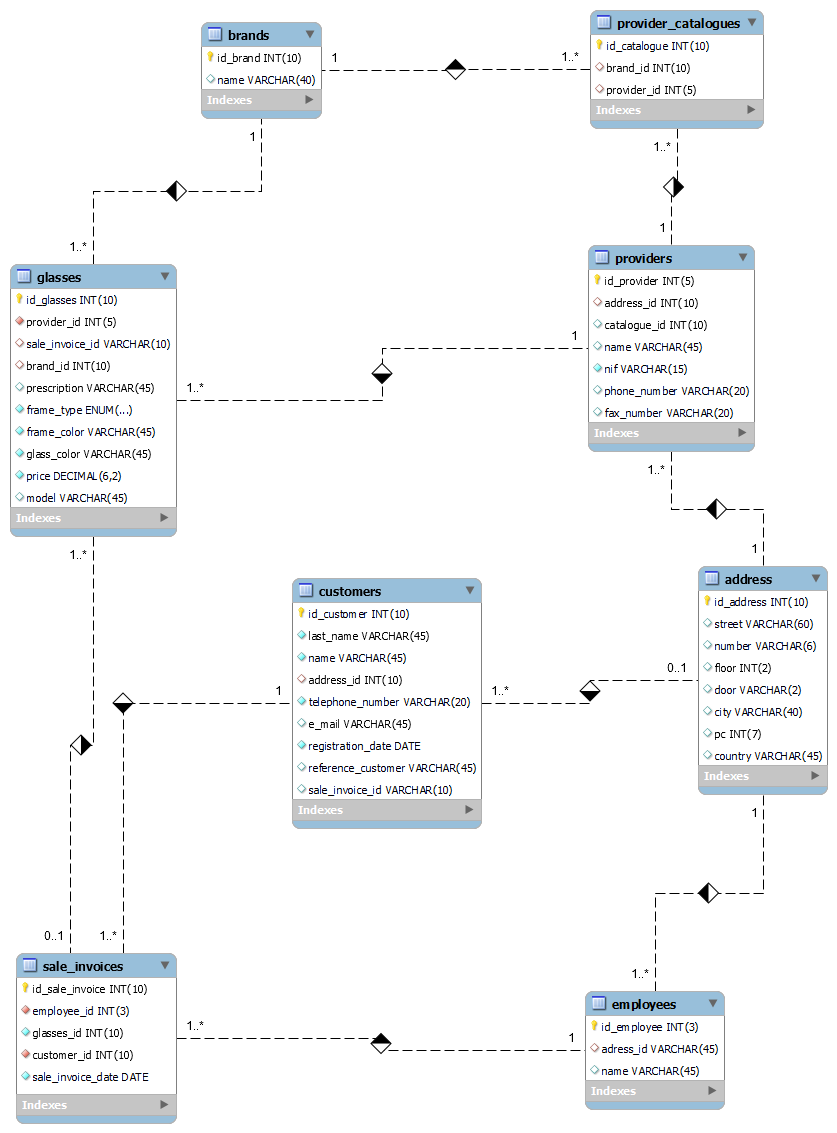 brands
id_brand INT(10)
name VARCHAR(40)
Indexes
1
1..*
provider_catalogues
id_catalogue INT(10)
brand_id INT(10)
provider_id INT(5)
Indexes
1
1..*
1..*
1
glasses
id_glasses INT(10)
provider_id INT(5)
sale_invoice_id VARCHAR(10)
brand_id INT(10)
prescription VARCHAR(45)
frame_type ENUM(...)
frame_color VARCHAR(45)
glass_color VARCHAR(45)
price DECIMAL(6,2)
model VARCHAR(45)
Indexes
1..*
1
providers
id_provider INT(5)
address_id INT(10)
catalogue_id INT(10)
name VARCHAR(45)
nif VARCHAR(15)
phone_number VARCHAR(20)
fax_number VARCHAR(20)
Indexes
1..*
1
1..*
customers
id_customer INT(10)
last_name VARCHAR(45)
name VARCHAR(45)
address_id INT(10)
telephone_number VARCHAR(20)
e_mail VARCHAR(45)
registration_date DATE
reference_customer VARCHAR(45)
sale_invoice_id VARCHAR(10)
Indexes
1
1..*
0..1
address
id_address INT(10)
street VARCHAR(60)
number VARCHAR(6)
floor INT(2)
door VARCHAR(2)
city VARCHAR(40)
pc INT(7)
country VARCHAR(45)
Indexes
1
0..1
1..*
1..*
sale_invoices
id_sale_invoice INT(10)
employee_id INT(3)
glasses_id INT(10)
customer_id INT(10)
sale_invoice_date DATE
Indexes
1..*
1
employees
id_employee INT(3)
adress_id VARCHAR(45)
name VARCHAR(45)
Indexes